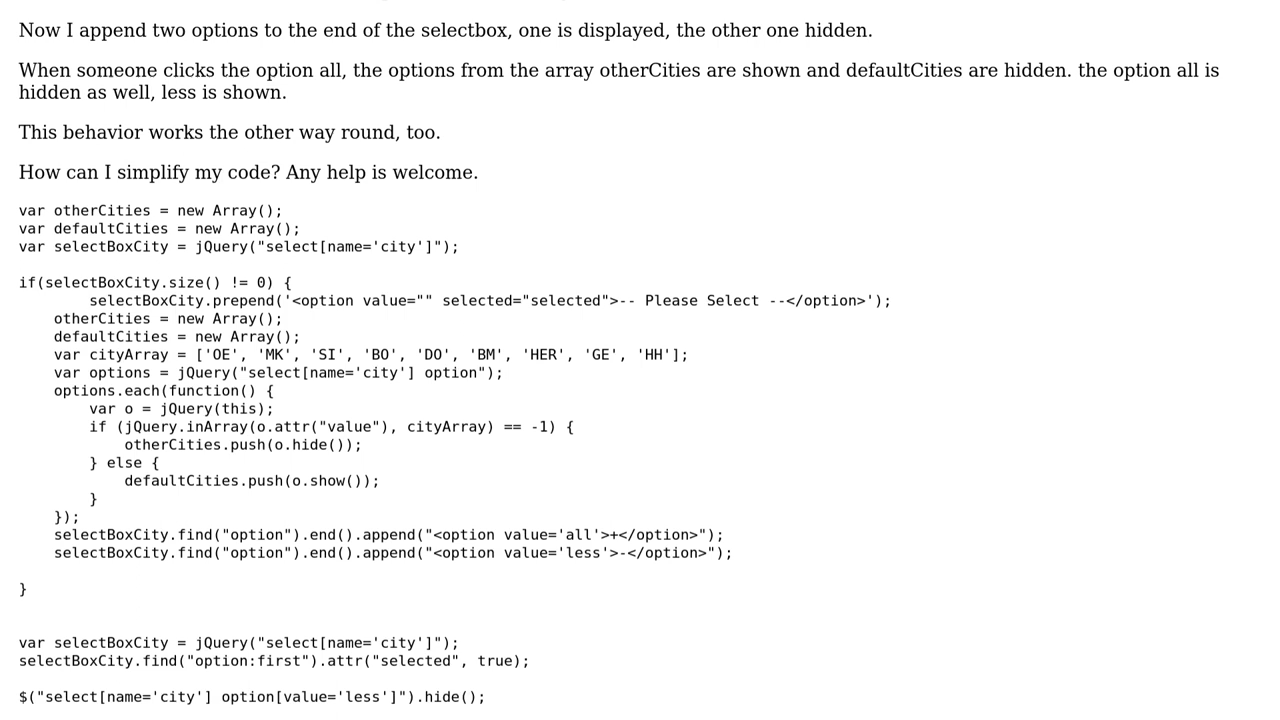 Now I append two options to the end of the selectbox, one is displayed, the other one hidden.
When someone clicks the option all, the options from the array otherCities are shown and defaultCities are hidden. the option all is
hidden as well, less is shown.
This behavior works the other way round, too.
How can I simplify my code? Any help is welcome.
var otherCities = new Array();
var defaultCities = new Array();
var selectBoxCity = jQuery("select[name='city']");
if(selectBoxCity.size() != 0) {
        selectBoxCity.prepend('<option value="" selected="selected">-- Please Select --</option>');
    otherCities = new Array();
    defaultCities = new Array();
    var cityArray = ['OE', 'MK', 'SI', 'BO', 'DO', 'BM', 'HER', 'GE', 'HH'];
    var options = jQuery("select[name='city'] option");
    options.each(function() {
        var o = jQuery(this);
        if (jQuery.inArray(o.attr("value"), cityArray) == -1) {
            otherCities.push(o.hide());
        } else {
            defaultCities.push(o.show());
        }
    });
    selectBoxCity.find("option").end().append("<option value='all'>+</option>");
    selectBoxCity.find("option").end().append("<option value='less'>-</option>");
}
var selectBoxCity = jQuery("select[name='city']");
selectBoxCity.find("option:first").attr("selected", true);
$("select[name='city'] option[value='less']").hide();